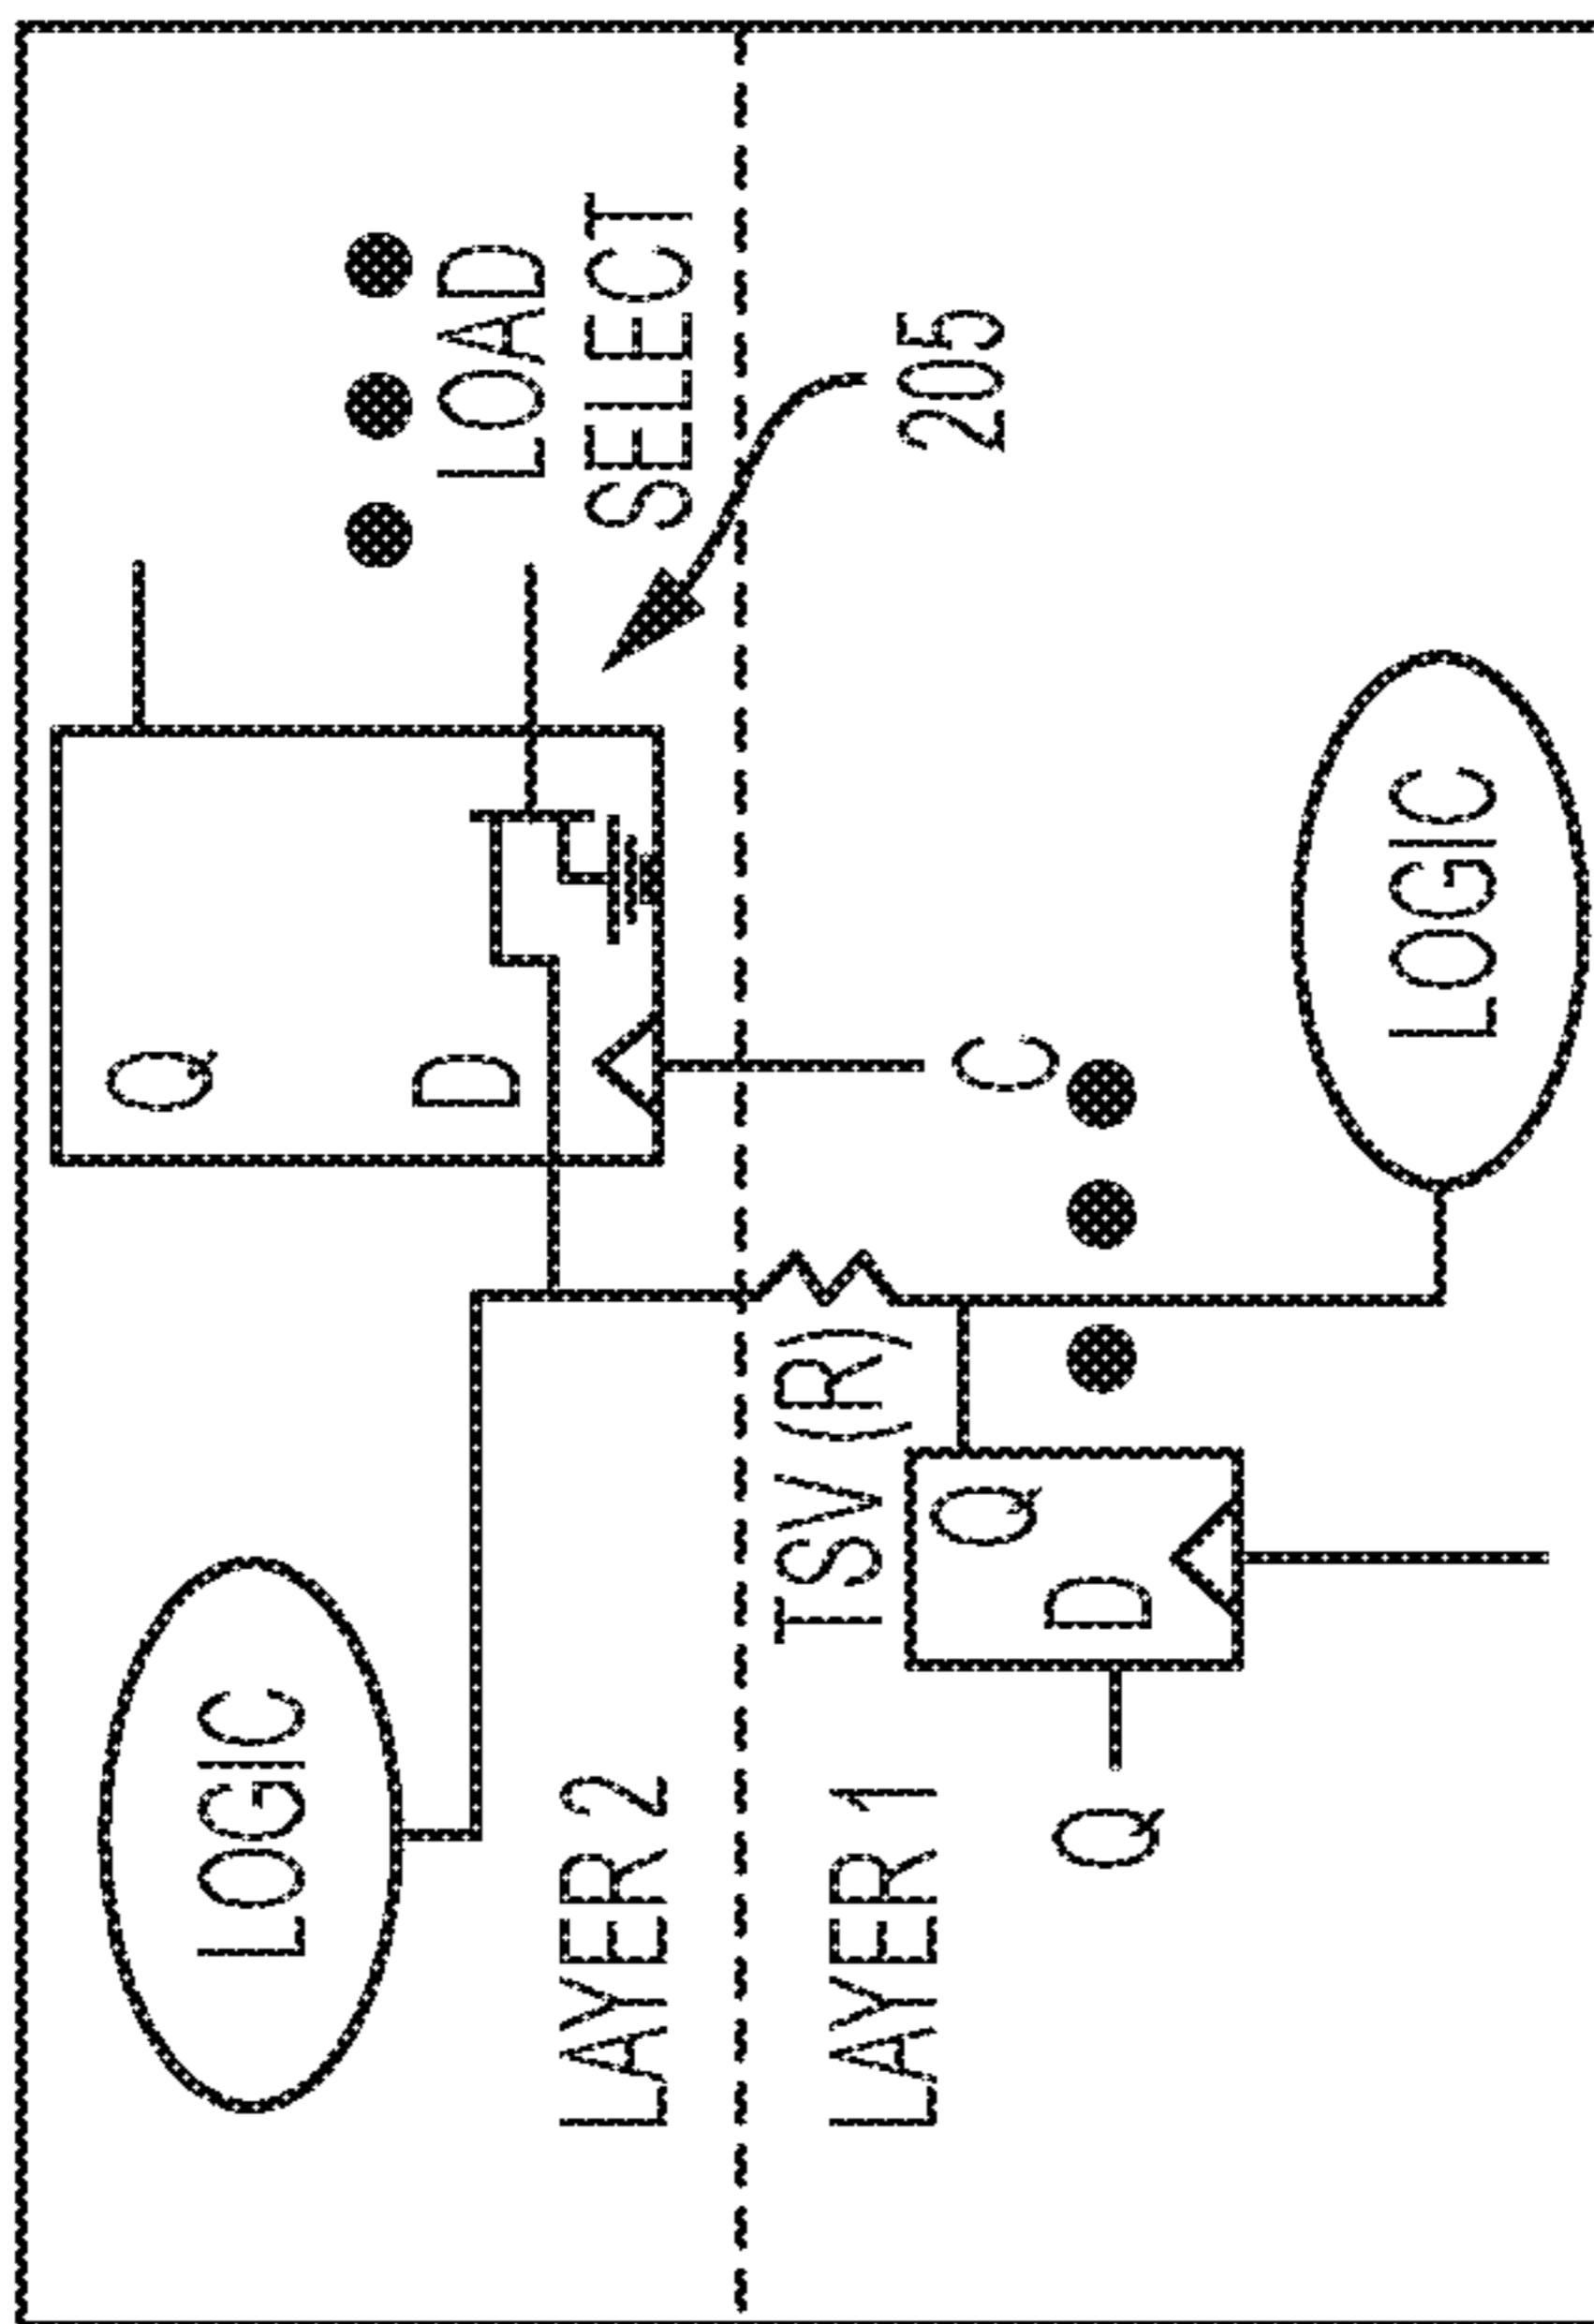 LOGIC
Q
D
LOAD
SELECT
LAYER 2
TSV (R)
LAYER 1
205
C
Q
D
Q
LOGIC